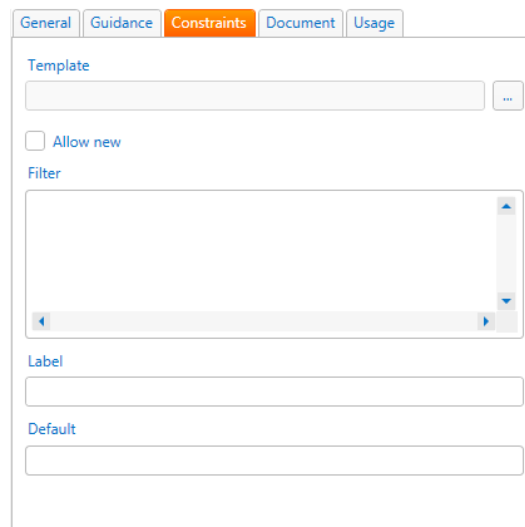 General Guidance Constraints Document Usage
Template
...
Allow new
Filter
Label
Default